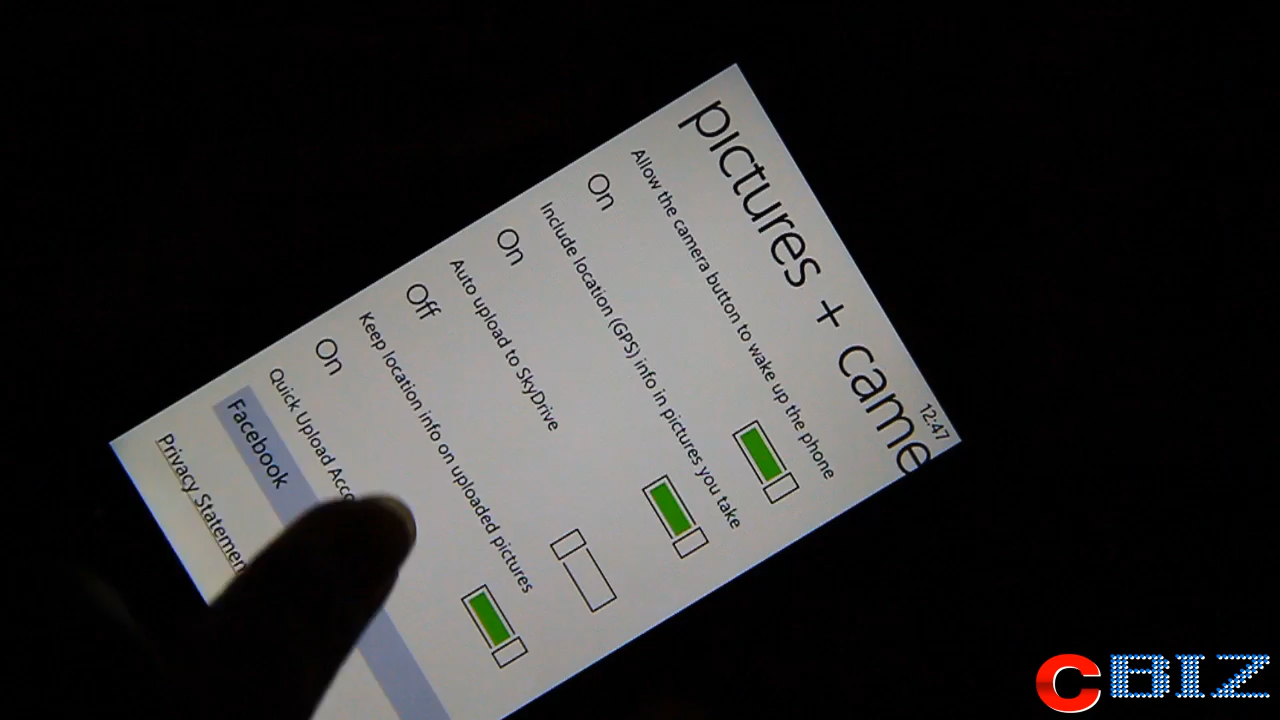 12:47
pictures + came
Allow the camera button to wake up the phone
On
Include location (GPS) info in pictures you take
On
Auto upload to SkyDrive
Off
Keep location info on uploaded pictures
On
Quick Upload Acco
Facebook
Privacy Statemen
CBIZ